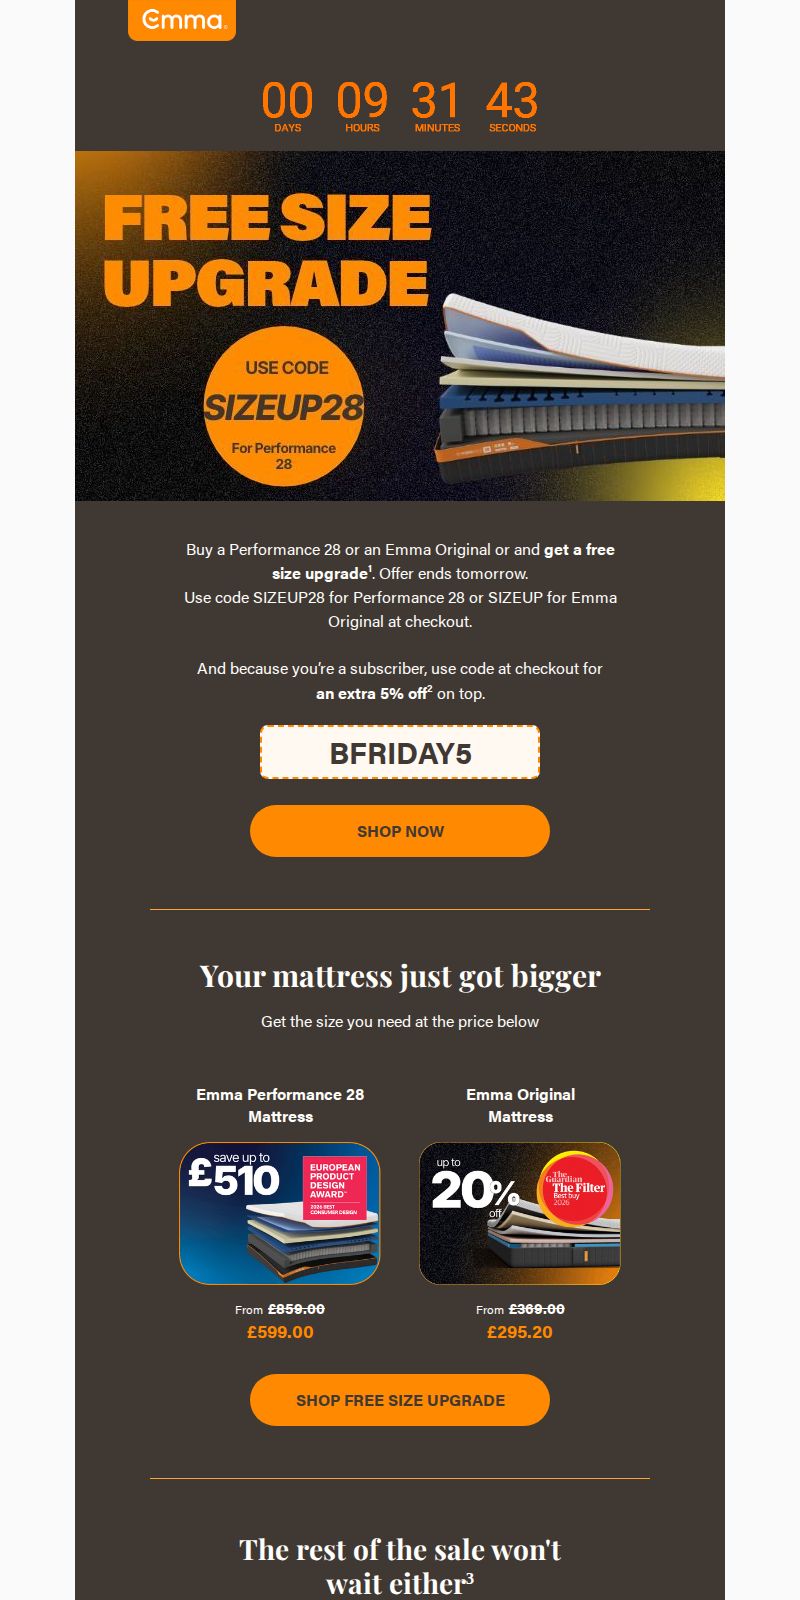 Emma
00 09 31 43
DAYS HOURS MINUTES SECONDS
FREE SIZE
UPGRADE
USE CODE
SIZEUP28
For Performance
28
Buy a Performance 28 or an Emma Original or and get a free
size upgrade¹. Offer ends tomorrow.
Use code SIZEUP28 for Performance 28 or SIZEUP for Emma
Original at checkout.
And because you’re a subscriber, use code at checkout for
an extra 5% off² on top.
BFRIDAY5
SHOP NOW
Your mattress just got bigger
Get the size you need at the price below
Emma Performance 28
Mattress
save up to
£510
EUROPEAN
PRODUCT
DESIGN
AWARD™
2026 BEST
CONSUMER DESIGN
From £859.00
£599.00
Emma Original
Mattress
up to
20%
off
The
Guardian
The Filter
Best buy
2026
From £369.00
£295.20
SHOP FREE SIZE UPGRADE
The rest of the sale won't
wait either³